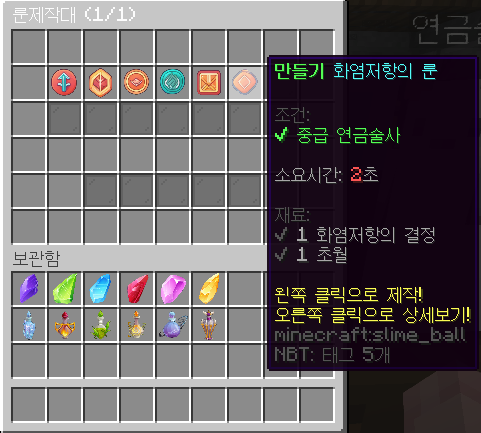 룬제작대 (1/1)
연금술
만들기 화염저항의 룬
조건:
✔ 중급 연금술사
소요시간: 2초
재료:
✔ 1 화염저항의 결정
✔ 1 초월
왼쪽 클릭으로 제작!
오른쪽 클릭으로 상세보기!
minecraft:slime_ball
NBT: 태그 5개
보관함